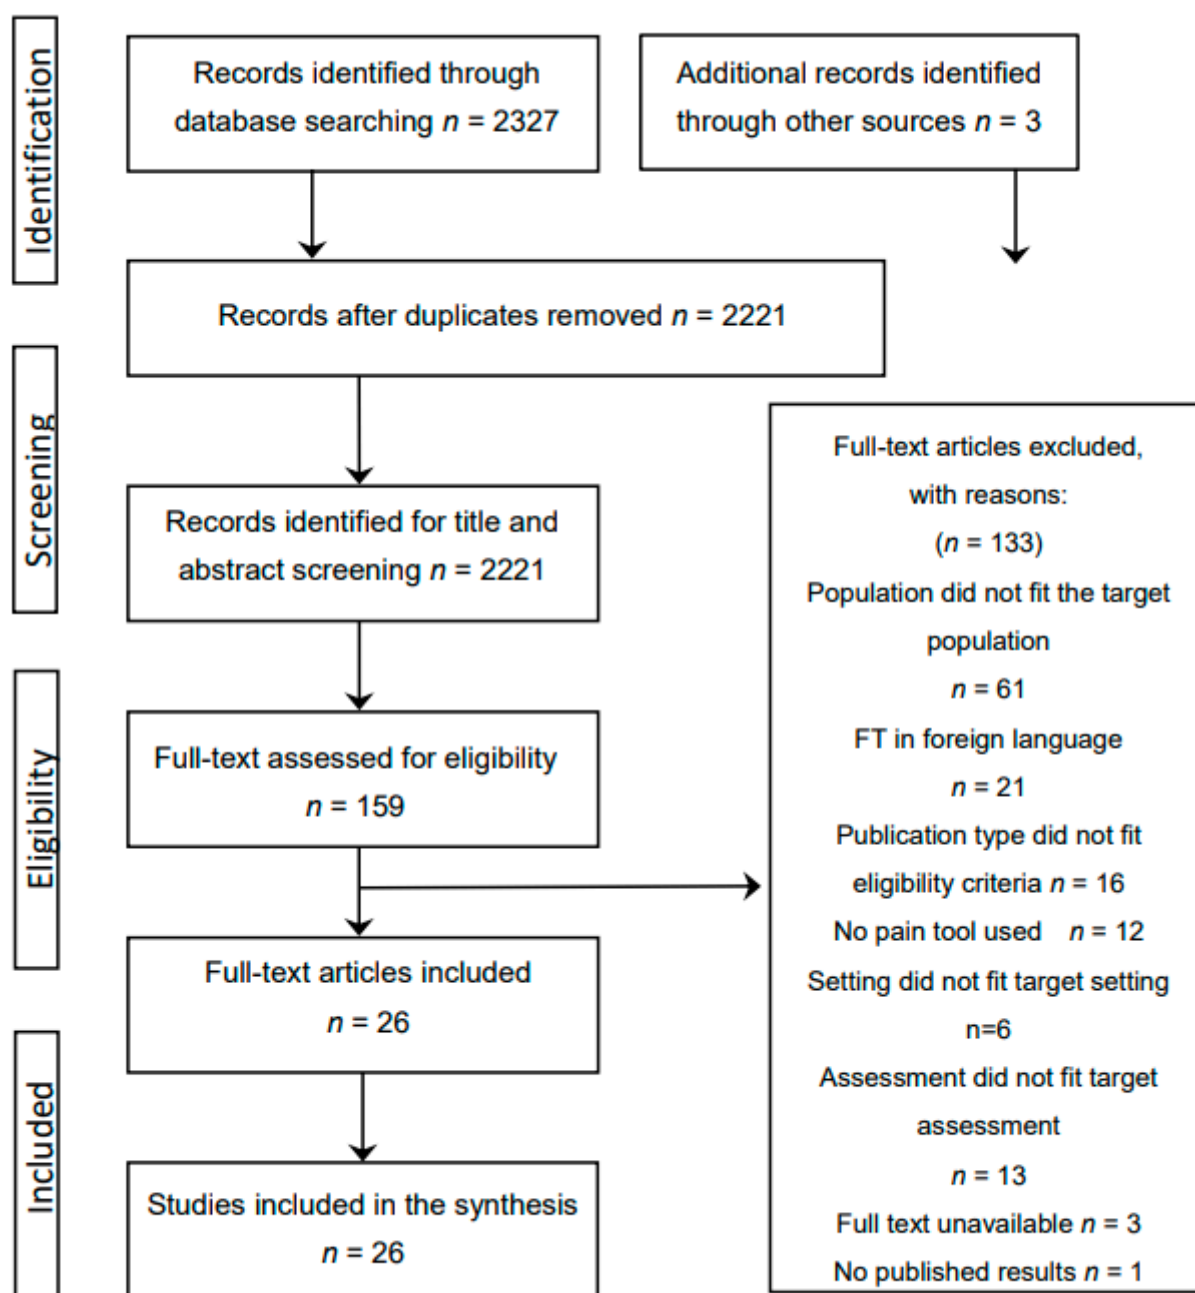 Identification
Records identified through
database searching n = 2327
Additional records identified
through other sources n = 3
Records after duplicates removed n = 2221
Screening
Records identified for title and
abstract screening n = 2221
Eligibility
Full-text assessed for eligibility
n = 159
Full-text articles excluded,
with reasons:
(n = 133)
Population did not fit the target
population
n = 61
FT in foreign language
n = 21
Publication type did not fit
eligibility criteria n = 16
No pain tool used n = 12
Setting did not fit target setting
n=6
Assessment did not fit target
assessment
n = 13
Full text unavailable n = 3
No published results n = 1
Full-text articles included
n = 26
Included
Studies included in the synthesis
n = 26